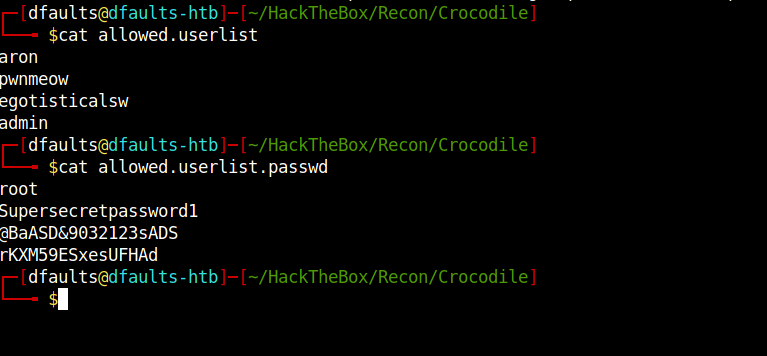 ┌─[dfaults@dfaults-htb]─[~/HackTheBox/Recon/Crocodile]
└──╼ $cat allowed.userlist
aron
pwnmeow
egotisticalsw
admin
┌─[dfaults@dfaults-htb]─[~/HackTheBox/Recon/Crocodile]
└──╼ $cat allowed.userlist.passwd
root
Supersecretpassword1
@BaASD&9032123sADS
rKXM59ESxesUFHAd
┌─[dfaults@dfaults-htb]─[~/HackTheBox/Recon/Crocodile]
└──╼ $